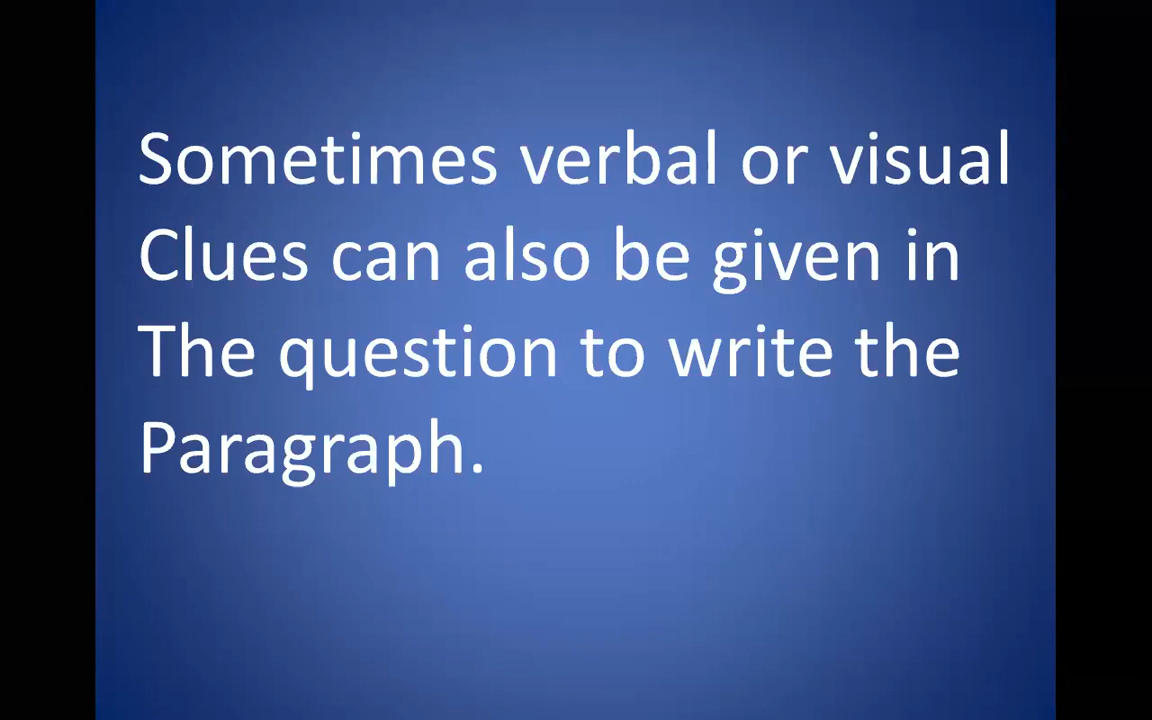 Sometimes verbal or visual
Clues can also be given in
The question to write the
Paragraph.